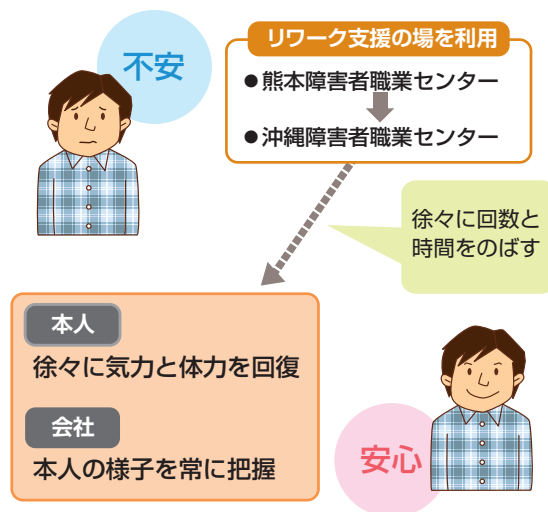 不安
リワーク支援の場を利用
●熊本障害者職業センター
●沖縄障害者職業センター
徐々に回数と
時間をのばす
本人
徐々に気力と体力を回復
会社
本人の様子を常に把握
安心